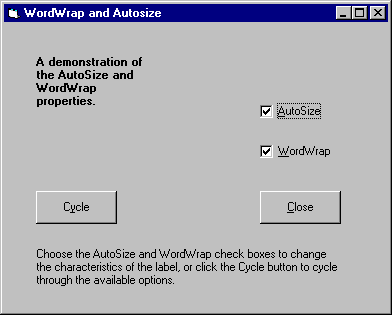 WordWrap and Autosize
A demonstration of
the AutoSize and
WordWrap
properties.
AutoSize
WordWrap
Cycle
Close
Choose the AutoSize and WordWrap check boxes to change
the characteristics of the label, or click the Cycle button to cycle
through the available options.